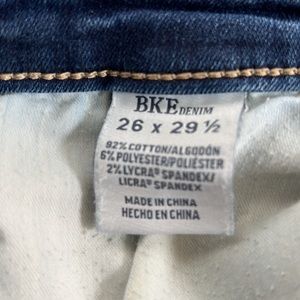 BKE DENIM
26 x 29 ½
92% COTTON/ALGODÓN
6% POLYESTER/POLIÉSTER
2% LYCRA® SPANDEX/
LICRA® SPANDEX
MADE IN CHINA
HECHO EN CHINA